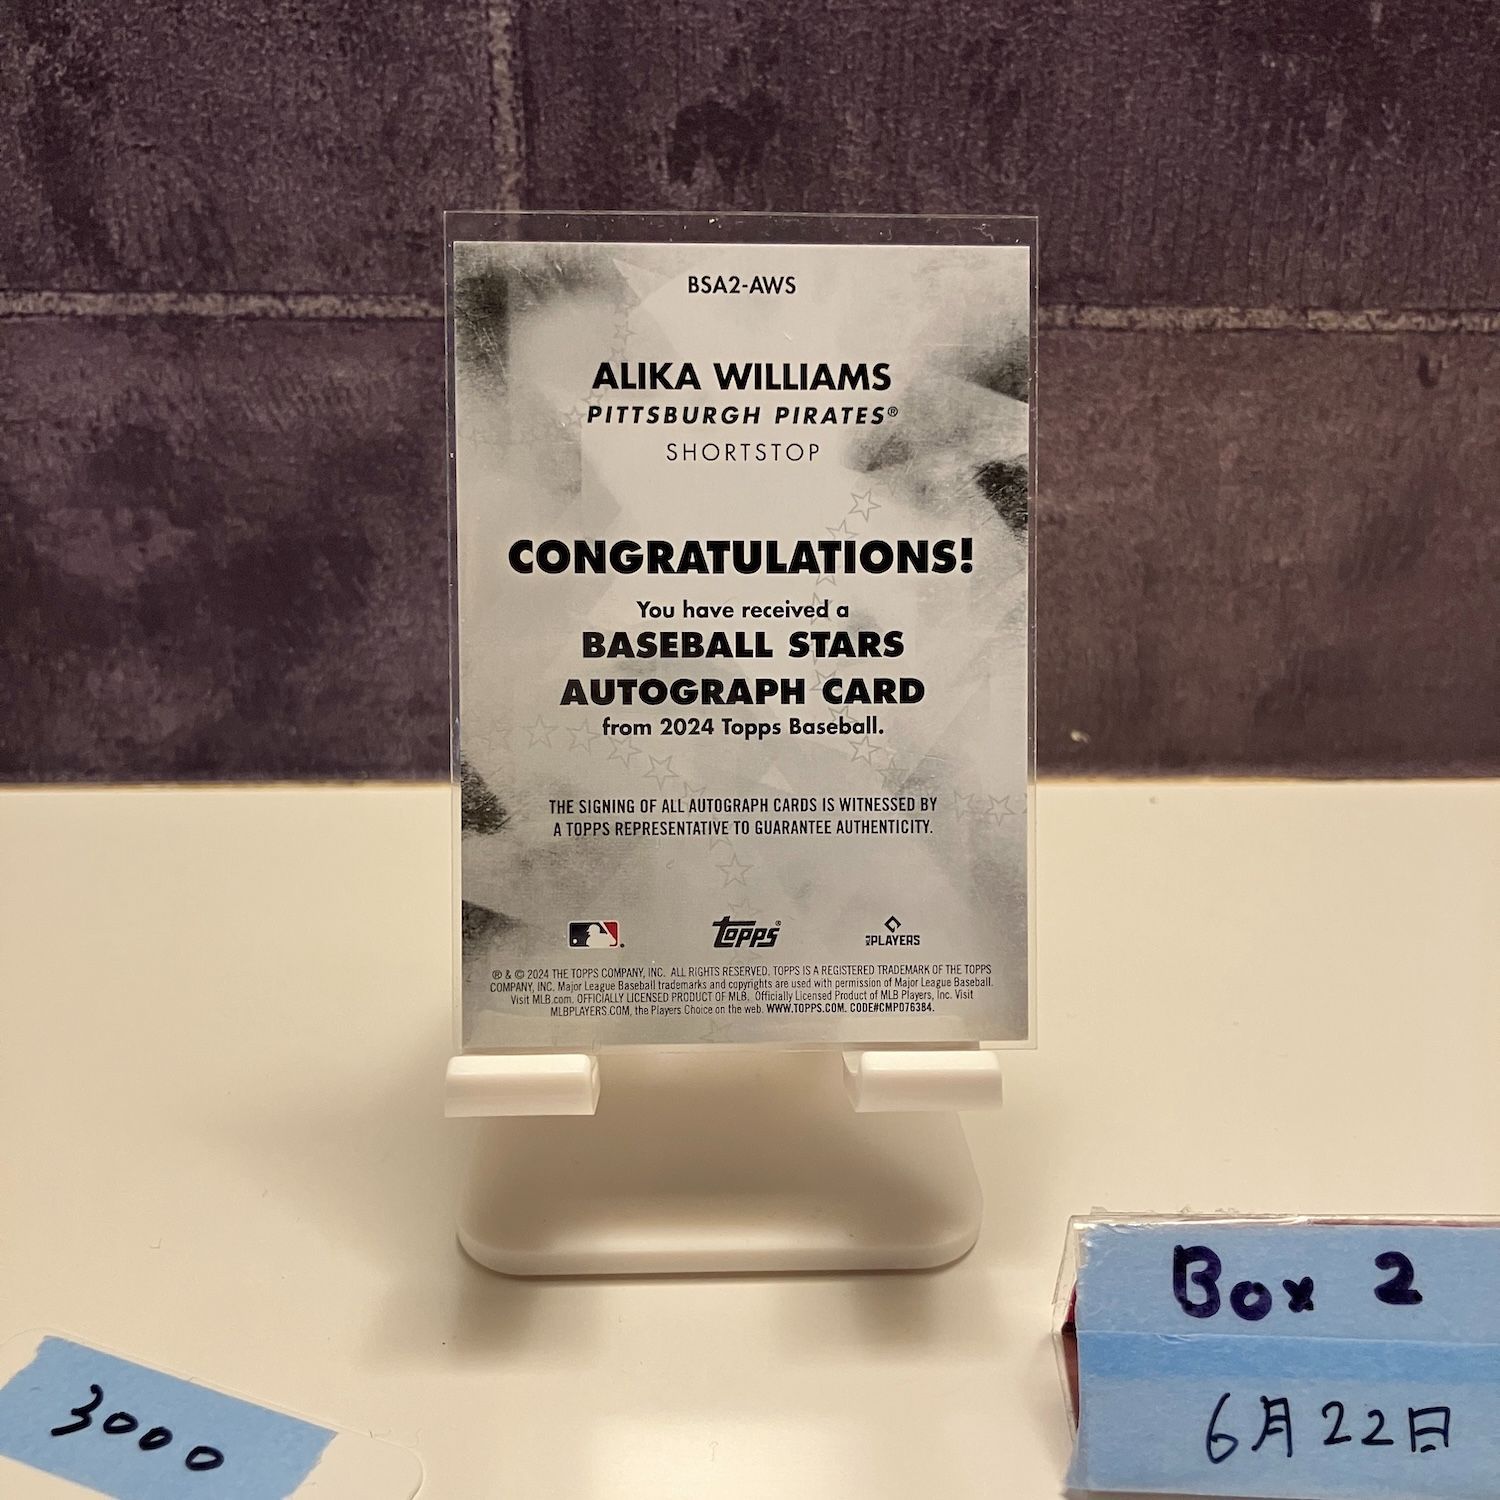 BSA2-AWS
ALIKA WILLIAMS
PITTSBURGH PIRATES®
SHORTSTOP
CONGRATULATIONS!
You have received a
BASEBALL STARS
AUTOGRAPH CARD
from 2024 Topps Baseball.
THE SIGNING OF ALL AUTOGRAPH CARDS IS WITNESSED BY
A TOPPS REPRESENTATIVE TO GUARANTEE AUTHENTICITY.
topps®
PLAYERS
® & © 2024 THE TOPPS COMPANY, INC. ALL RIGHTS RESERVED. TOPPS IS A REGISTERED TRADEMARK OF THE TOPPS
COMPANY, INC. Major League Baseball trademarks and copyrights are used with permission of Major League Baseball.
Visit MLB.com. OFFICIALLY LICENSED PRODUCT OF MLB. Officially Licensed Product of MLB Players, Inc. Visit
MLBPLAYERS.COM, the Players Choice on the web. WWW.TOPPS.COM. CODE#CMP076384.
Box 2
6月22日
3000